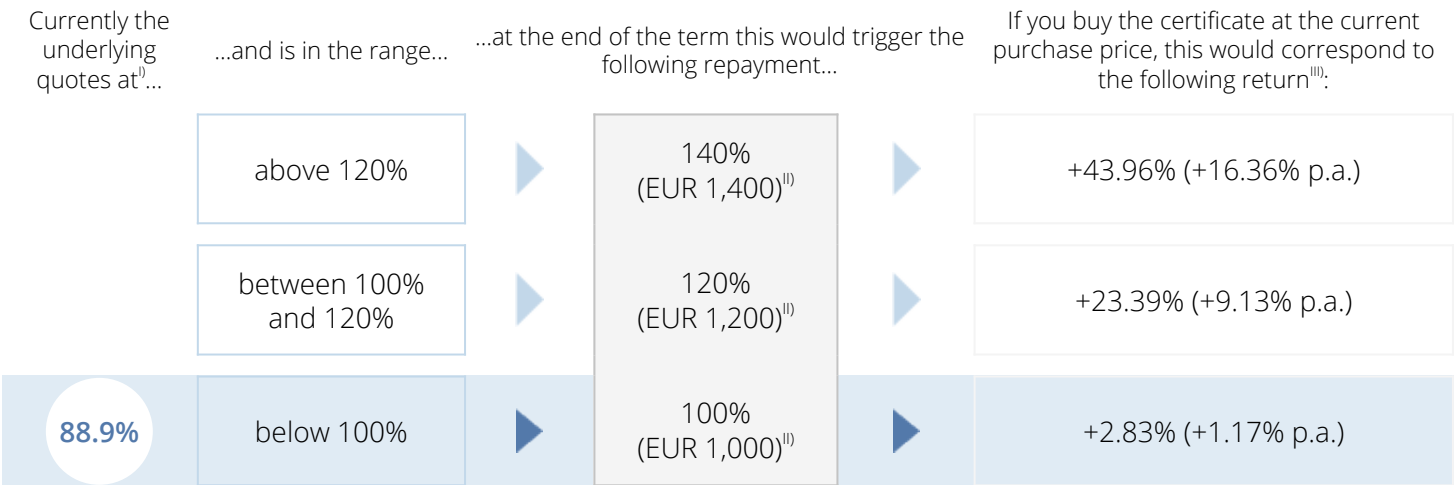 Currently the
underlying
quotes atI)...
...and is in the range...
...at the end of the term this would trigger the
following repayment...
If you buy the certificate at the current
purchase price, this would correspond to
the following returnIII):
above 120%
140%
(EUR 1,400)II)
+43.96% (+16.36% p.a.)
between 100%
and 120%
120%
(EUR 1,200)II)
+23.39% (+9.13% p.a.)
88.9%
below 100%
100%
(EUR 1,000)II)
+2.83% (+1.17% p.a.)